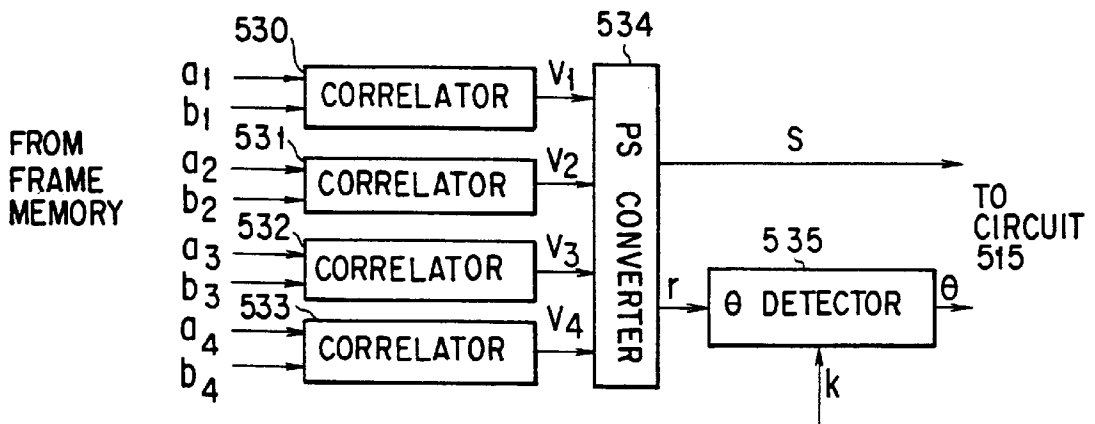 530
534
a1
b1
CORRELATOR
V1
FROM
FRAME
MEMORY
531
a2
b2
CORRELATOR
V2
PS CONVERTER
S
TO
CIRCUIT
515
532
a3
b3
CORRELATOR
V3
535
r
θ DETECTOR
θ
533
a4
b4
CORRELATOR
V4
k